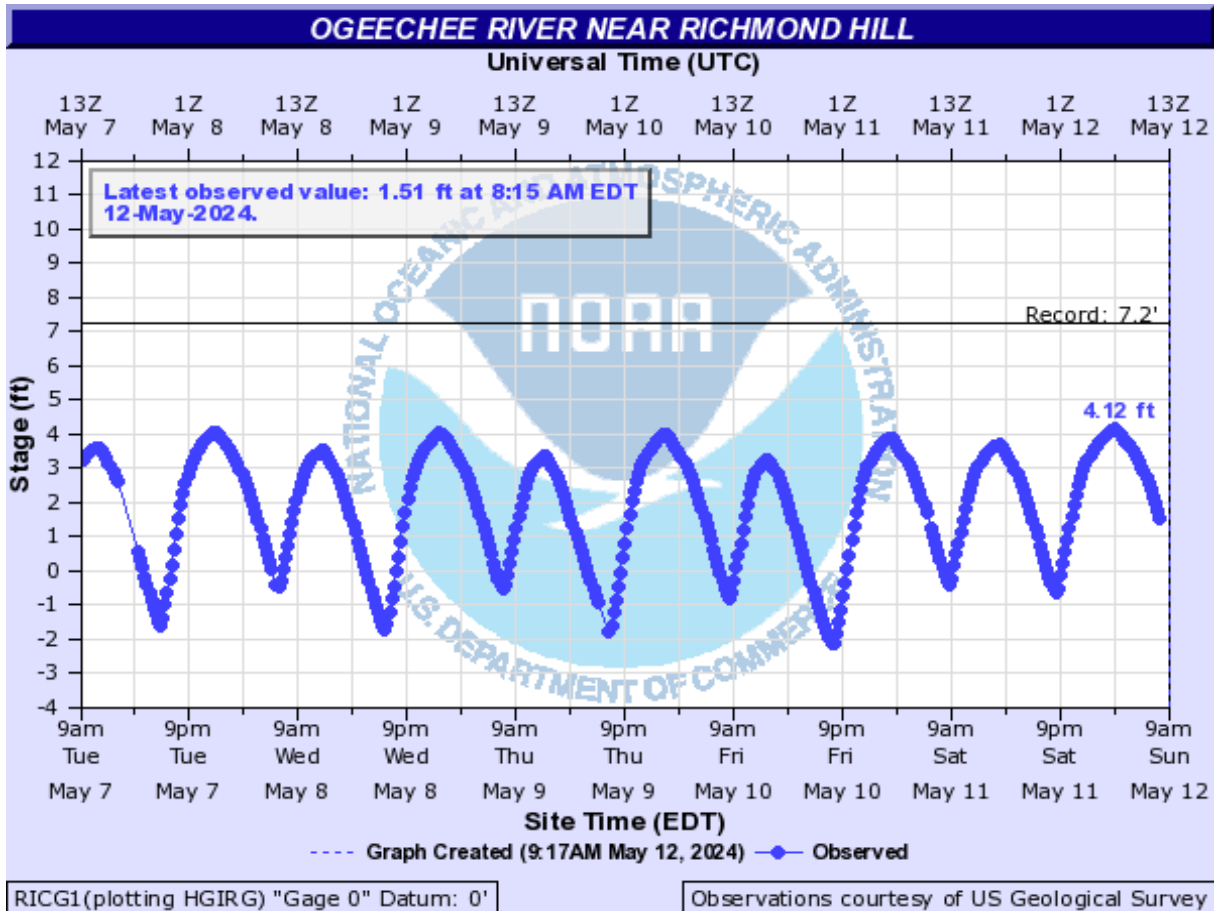 OGEECHEE RIVER NEAR RICHMOND HILL
Universal Time (UTC)
13Z 1Z 13Z 1Z 13Z 1Z 13Z 1Z 13Z 1Z 13Z
May 7 May 8 May 8 May 9 May 9 May 10 May 10 May 11 May 11 May 12 May 12
12
11
10
9
8
7
6
5
4
3
2
1
0
-1
-2
-3
-4
Stage (ft)
Latest observed value: 1.51 ft at 8:15 AM EDT
12-May-2024.
NATIONAL OCEANIC AND ATMOSPHERIC ADMINISTRATION
NOAA
U.S. DEPARTMENT OF COMMERCE
Record: 7.2'
4.12 ft
9am 9pm 9am 9pm 9am 9pm 9am 9pm 9am 9pm 9am
Tue Tue Wed Wed Thu Thu Fri Fri Sat Sat Sun
May 7 May 7 May 8 May 8 May 9 May 9 May 10 May 10 May 11 May 11 May 12
Site Time (EDT)
Graph Created (9:17AM May 12, 2024) Observed
RICG1(plotting HGIRG) "Gage 0" Datum: 0'
Observations courtesy of US Geological Survey